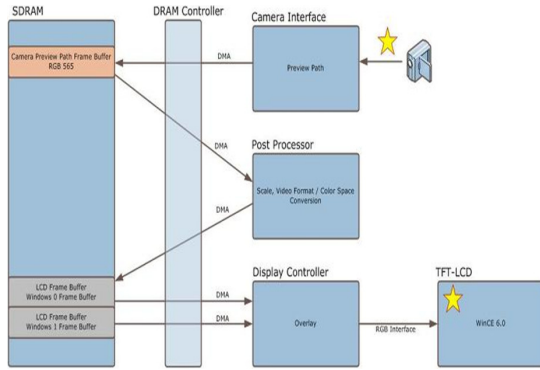 SDRAM
DRAM Controller
Camera Interface
Camera Preview Path Frame Buffer
RGB 565
DMA
Preview Path
DMA
Post Processor
Scale, Video Format / Color Space
Conversion
DMA
LCD Frame Buffer
Windows 0 Frame Buffer
LCD Frame Buffer
Windows 1 Frame Buffer
DMA
DMA
Display Controller
Overlay
RGB Interface
TFT-LCD
WinCE 6.0